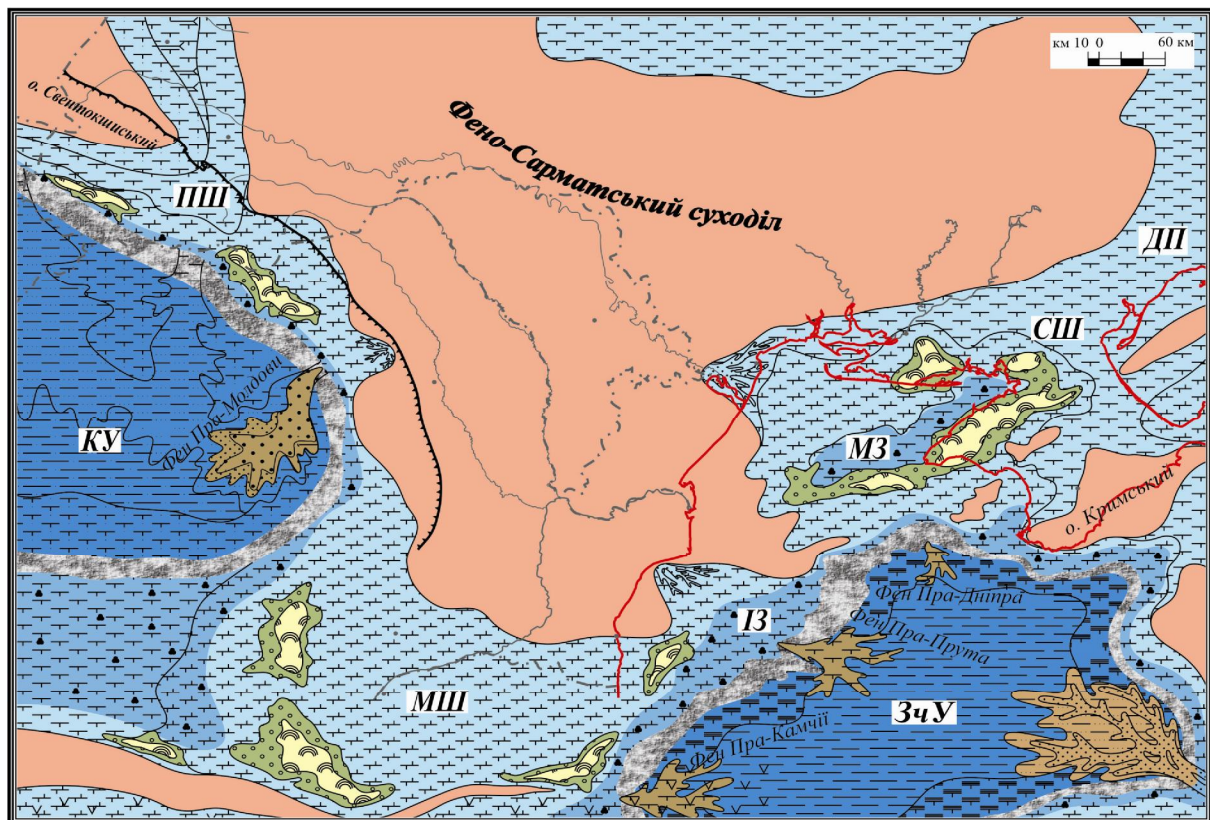 км 10 0 60 км
о. Свентокшиський
Фено-Сарматський суходіл
ПШ
ДП
СШ
Фен Пра-Молдови
КУ
МЗ
о. Кримський
Фен Пра-Дніпра
ІЗ
Фен Пра-Прута
МШ
ЗчУ
Фен Пра-Камчії